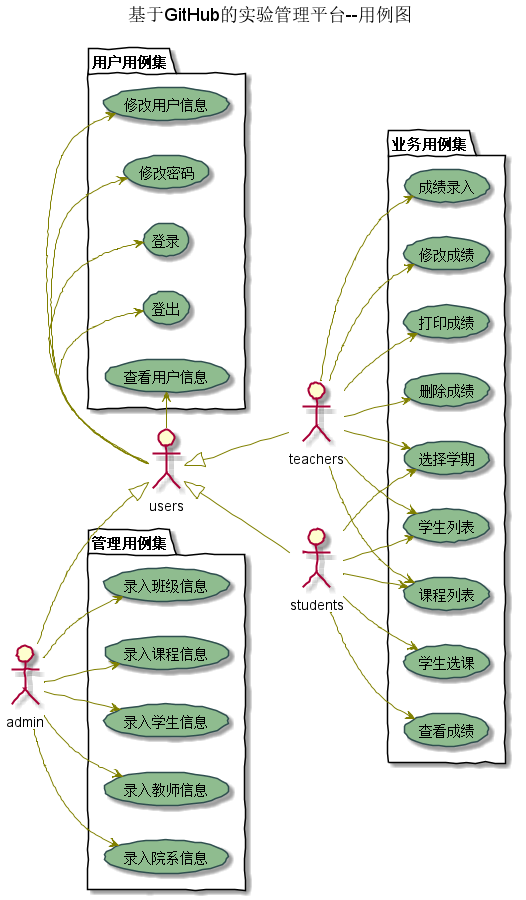 基于GitHub的实验管理平台--用例图
用户用例集
修改用户信息
修改密码
登录
登出
查看用户信息
业务用例集
成绩录入
修改成绩
打印成绩
删除成绩
选择学期
学生列表
课程列表
学生选课
查看成绩
teachers
users
students
管理用例集
录入班级信息
录入课程信息
录入学生信息
录入教师信息
录入院系信息
admin